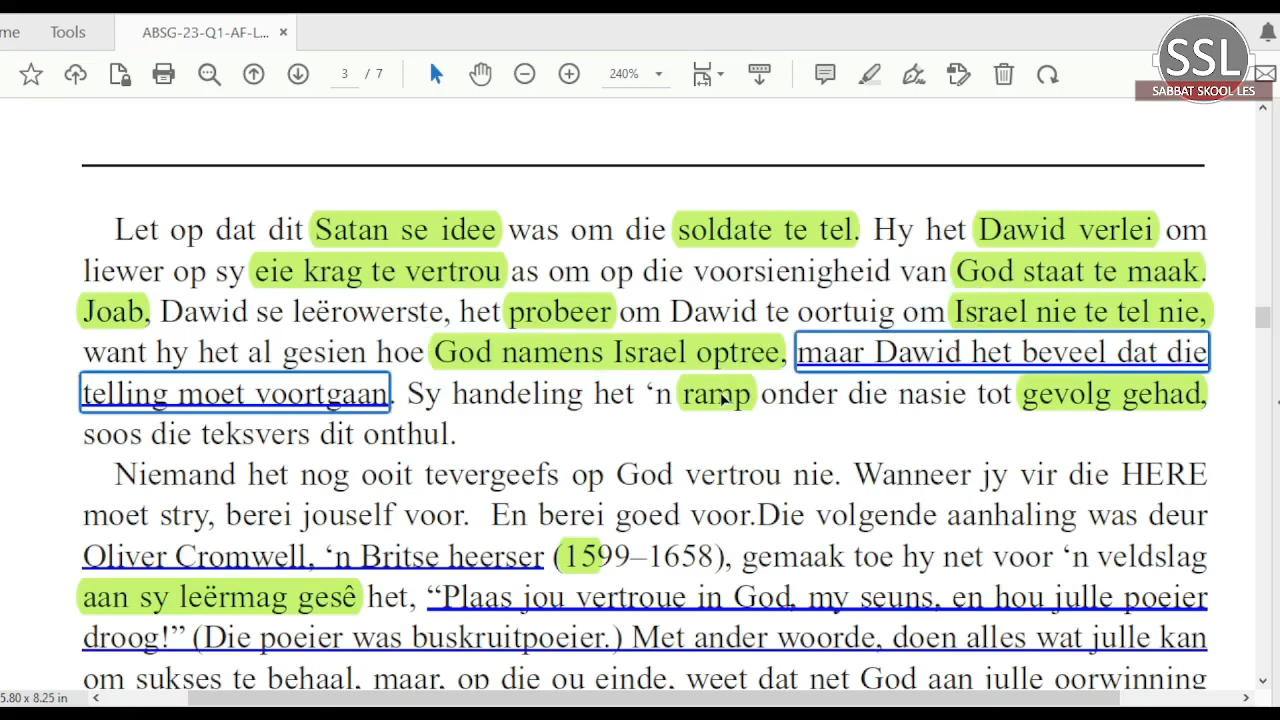 me Tools ABSG-23-Q1-AF-L... ×
SSL
SABBAT SKOOL LES
3 / 7 240%
Let op dat dit Satan se idee was om die soldate te tel. Hy het Dawid verlei om
liewer op sy eie krag te vertrou as om op die voorsienigheid van God staat te maak.
Joab, Dawid se leërowerste, het probeer om Dawid te oortuig om Israel nie te tel nie,
want hy het al gesien hoe God namens Israel optree, maar Dawid het beveel dat die
telling moet voortgaan. Sy handeling het ‘n ramp onder die nasie tot gevolg gehad,
soos die teksvers dit onthul.
Niemand het nog ooit tevergeefs op God vertrou nie. Wanneer jy vir die HERE
moet stry, berei jouself voor. En berei goed voor.Die volgende aanhaling was deur
Oliver Cromwell, ‘n Britse heerser (1599–1658), gemaak toe hy net voor ‘n veldslag
aan sy leërmag gesê het, “Plaas jou vertroue in God, my seuns, en hou julle poeier
droog!” (Die poeier was buskruitpoeier.) Met ander woorde, doen alles wat julle kan
om sukses te behaal, maar, op die ou einde, weet dat net God aan julle oorwinning
5.80 x 8.25 in